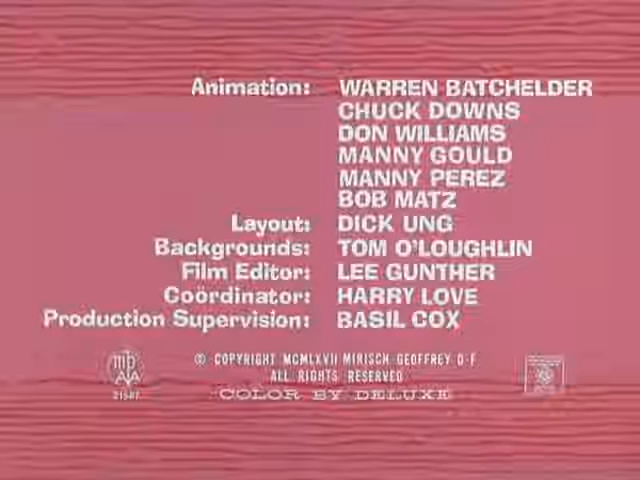 Animation: WARREN BATCHELDER
CHUCK DOWNS
DON WILLIAMS
MANNY GOULD
MANNY PEREZ
BOB MATZ
Layout: DICK UNG
Backgrounds: TOM O'LOUGHLIN
Film Editor: LEE GUNTHER
Coördinator: HARRY LOVE
Production Supervision: BASIL COX
© COPYRIGHT MCMLXVII MIRISCH GEOFFREY D-F
ALL RIGHTS RESERVED
COLOR BY DELUXE